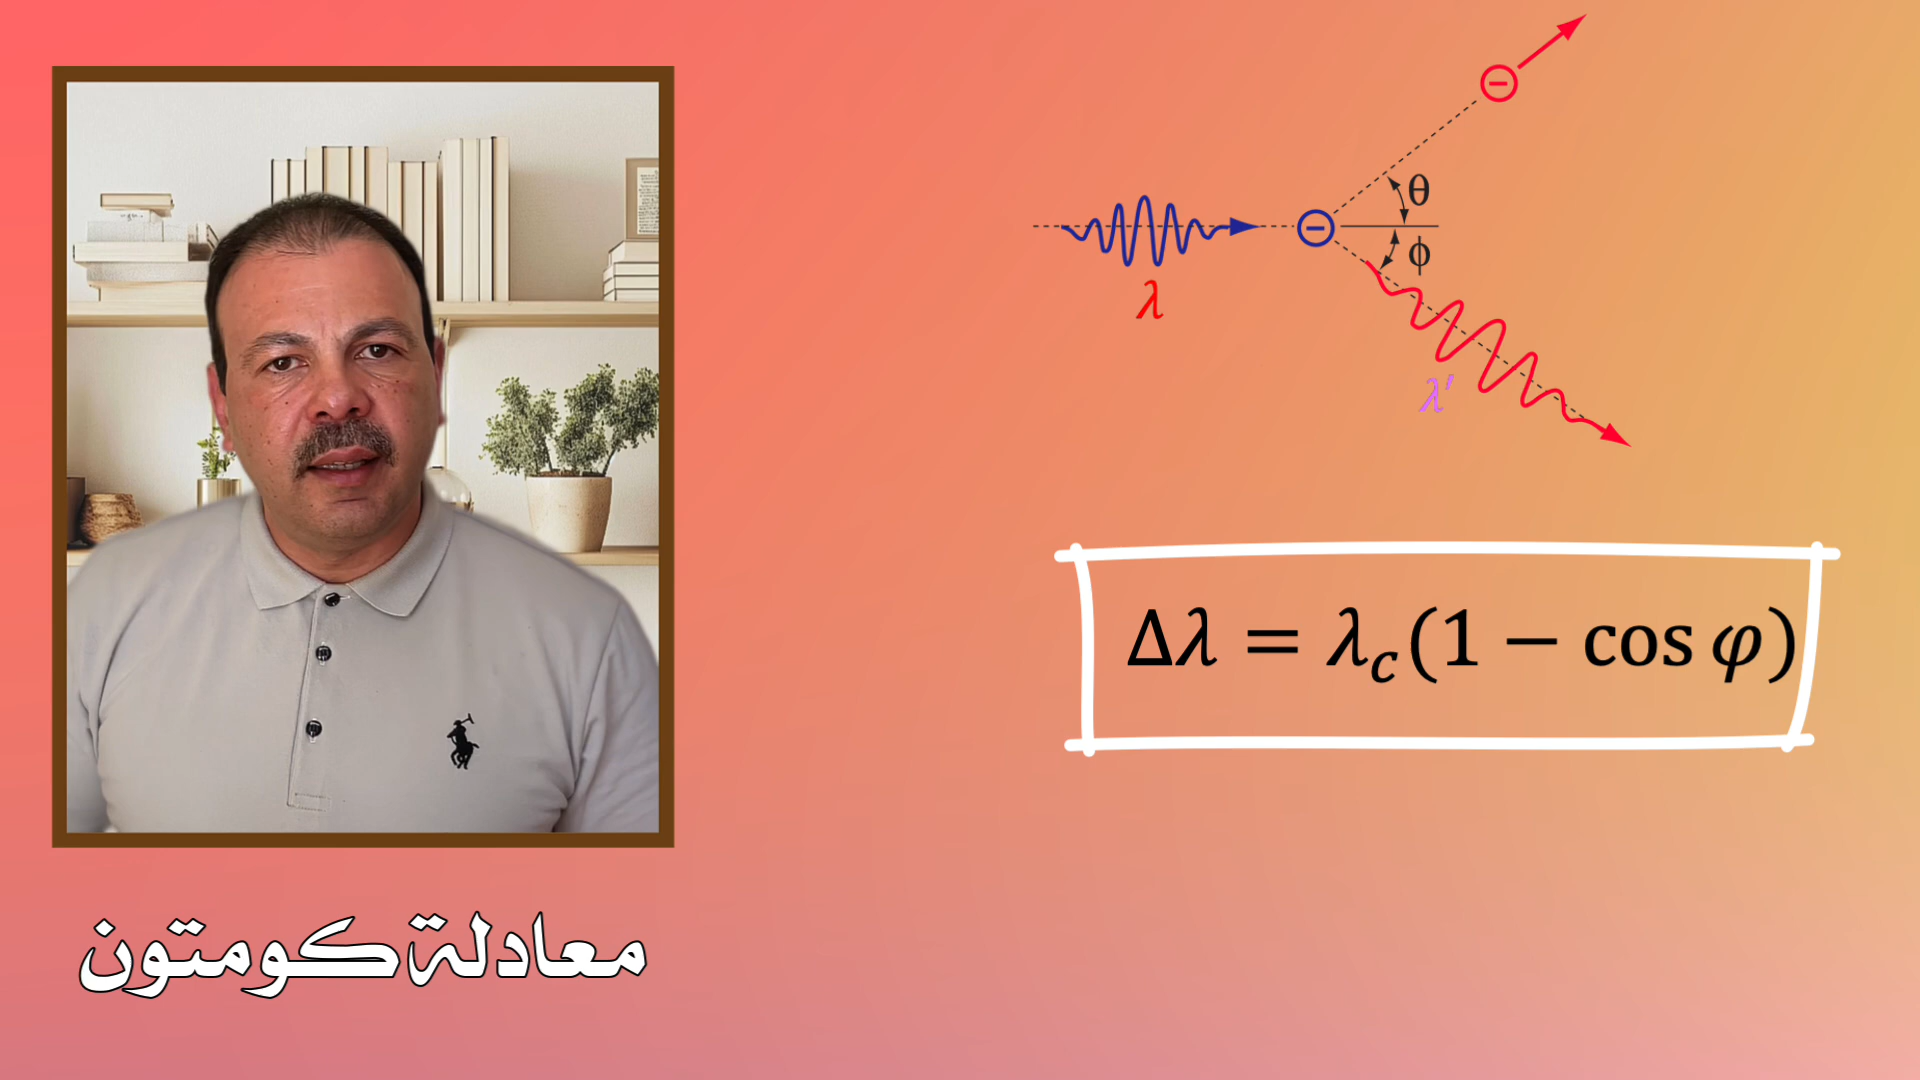 θ
ϕ
λ
λ′
Δλ = λc(1 − cos φ)
معادلة كومتون